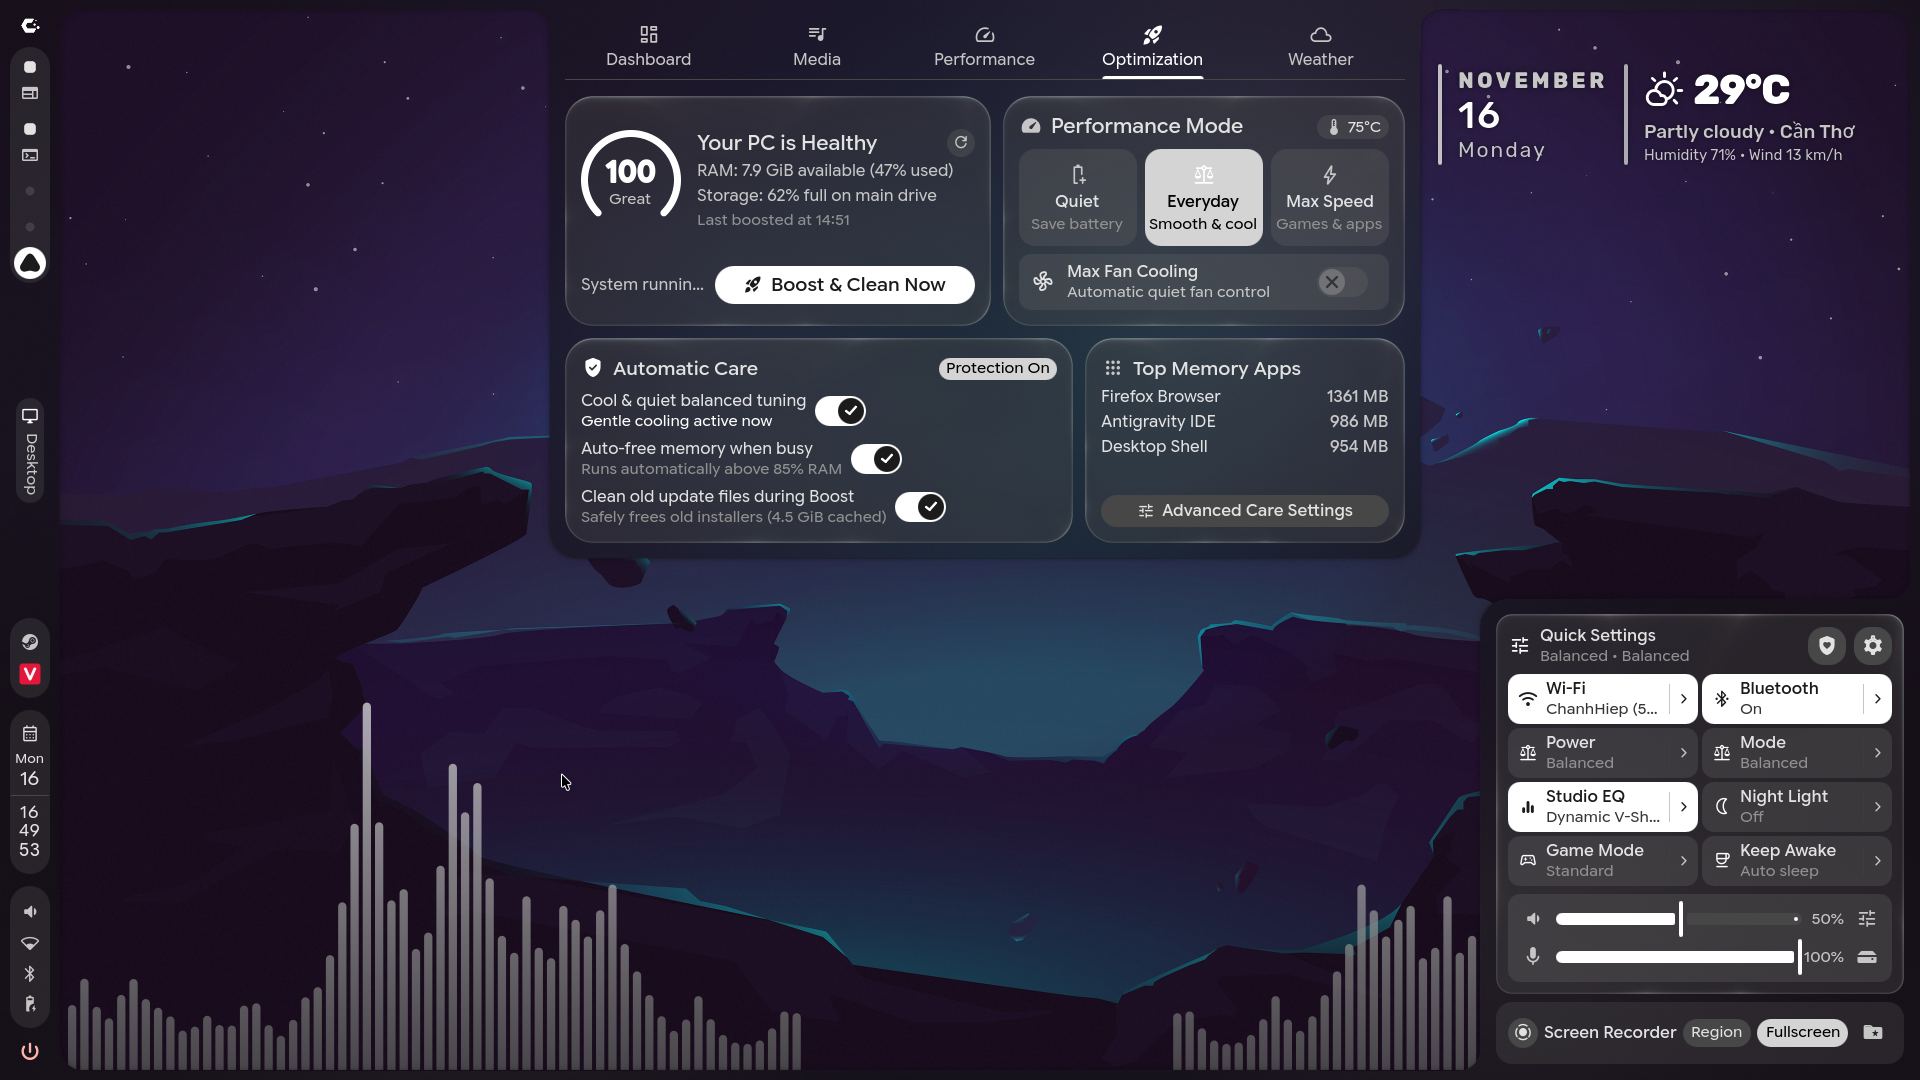 Dashboard
Media
Performance
Optimization
Weather
100
Great
Your PC is Healthy
RAM: 7.9 GiB available (47% used)
Storage: 62% full on main drive
Last boosted at 14:51
System runnin...
Boost & Clean Now
Performance Mode
75°C
Quiet
Save battery
Everyday
Smooth & cool
Max Speed
Games & apps
Max Fan Cooling
Automatic quiet fan control
Automatic Care
Protection On
Cool & quiet balanced tuning
Gentle cooling active now
Auto-free memory when busy
Runs automatically above 85% RAM
Clean old update files during Boost
Safely frees old installers (4.5 GiB cached)
Top Memory Apps
Firefox Browser 1361 MB
Antigravity IDE 986 MB
Desktop Shell 954 MB
Advanced Care Settings
NOVEMBER
16
Monday
29°C
Partly cloudy • Cần Thơ
Humidity 71% • Wind 13 km/h
Desktop
V
Mon
16
16
49
53
Quick Settings
Balanced • Balanced
Wi-Fi
ChanhHiep (5...
Bluetooth
On
Power
Balanced
Mode
Balanced
Studio EQ
Dynamic V-Sh...
Night Light
Off
Game Mode
Standard
Keep Awake
Auto sleep
50%
100%
Screen Recorder
Region
Fullscreen